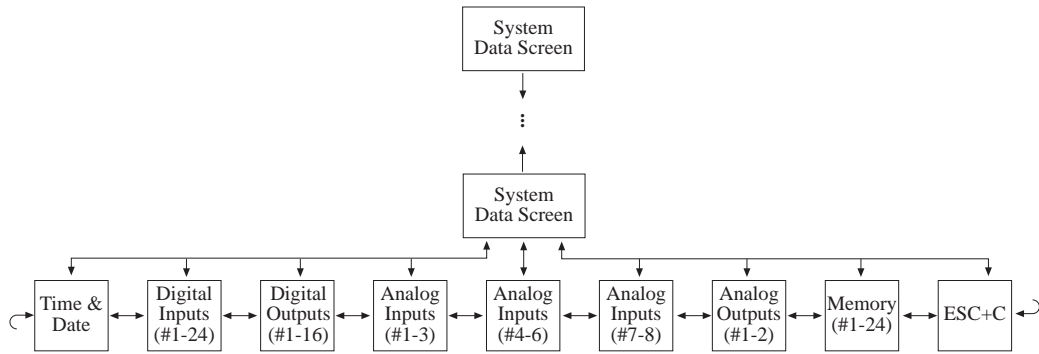 System
Data Screen
...
System
Data Screen
Time &
Date
Digital
Inputs
(#1-24)
Digital
Outputs
(#1-16)
Analog
Inputs
(#1-3)
Analog
Inputs
(#4-6)
Analog
Inputs
(#7-8)
Analog
Outputs
(#1-2)
Memory
(#1-24)
ESC+C